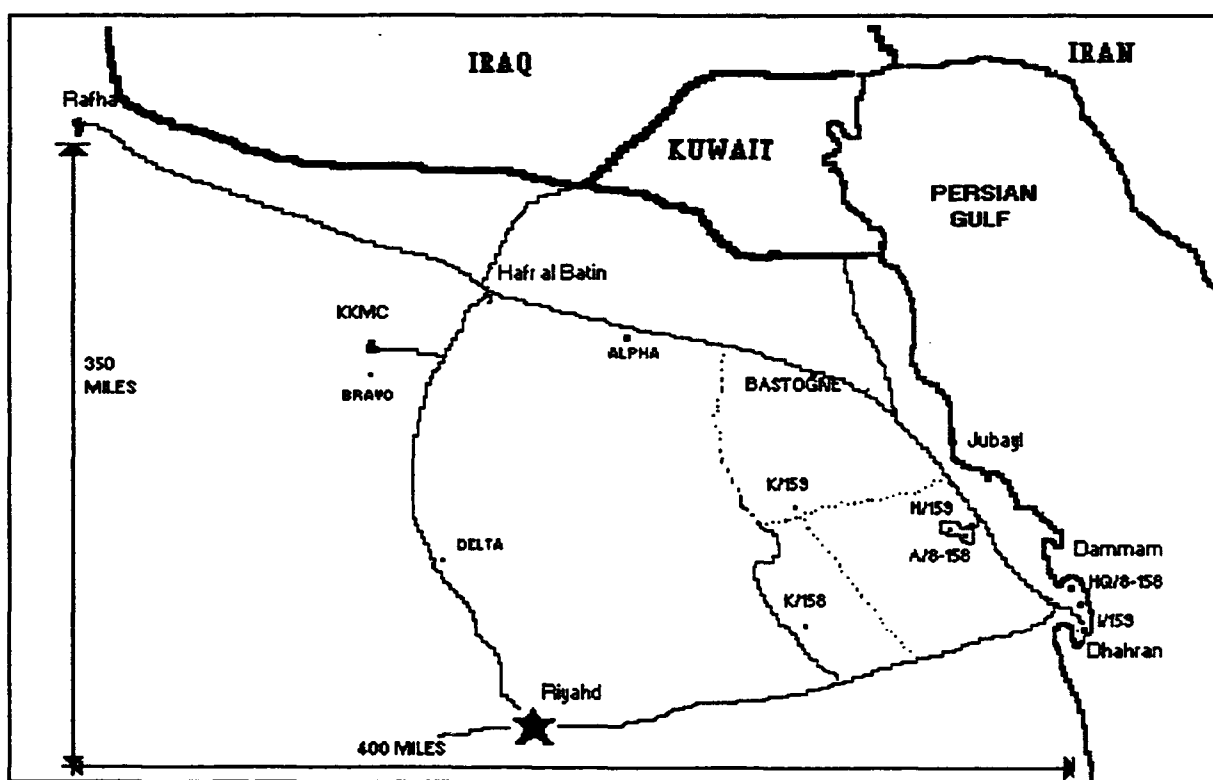 IRAQ
IRAN
Rafha
KUWAIT
PERSIAN
GULF
Hafr al Batin
KKMC
ALPHA
350
MILES
BRAVO
BASTOGNE
Jubayl
K/159
H/159
DELTA
A/8-158
Dammam
HQ/8-158
K/158
I/159
Dhahran
Riyahd
400 MILES